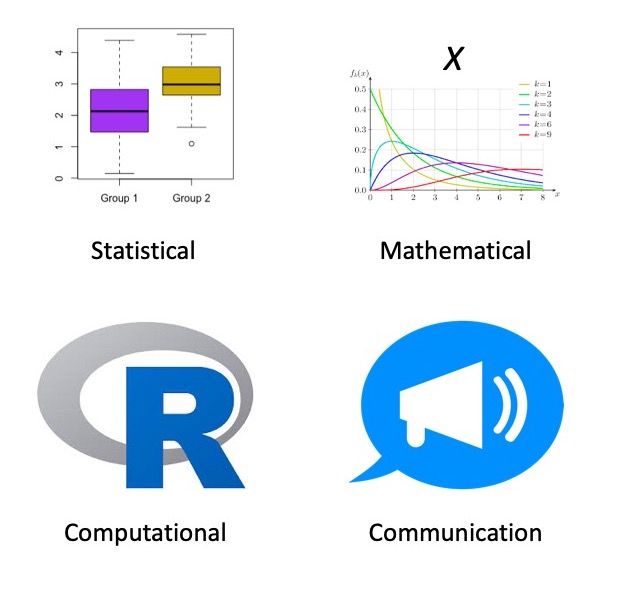 4
3
2
1
0
Group 1 Group 2
Statistical
X
fₖ(x)
0.5
0.4
0.3
0.2
0.1
0.0
0 1 2 3 4 5 6 7 8 x
k=1
k=2
k=3
k=4
k=6
k=9
Mathematical
R
Computational
Communication